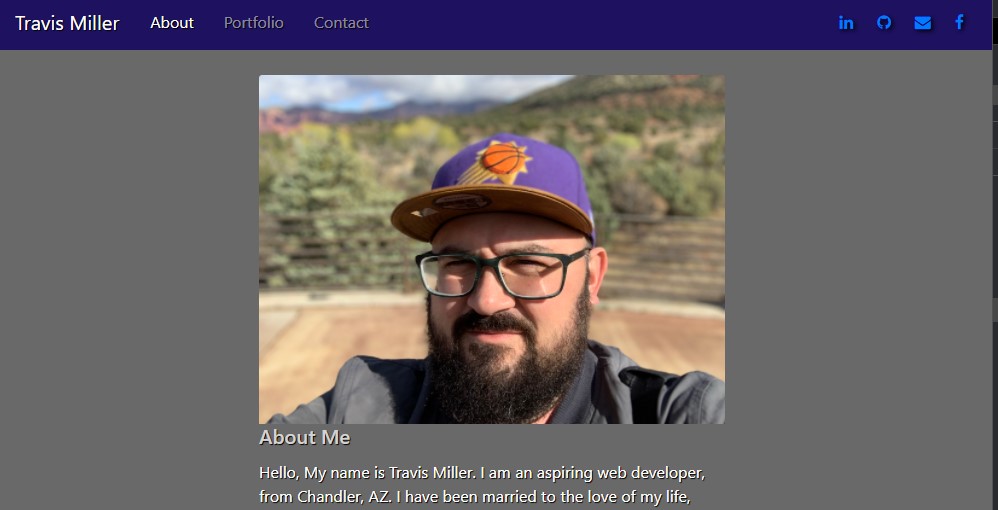 Travis Miller About Portfolio Contact
About Me
Hello, My name is Travis Miller. I am an aspiring web developer,
from Chandler, AZ. I have been married to the love of my life,